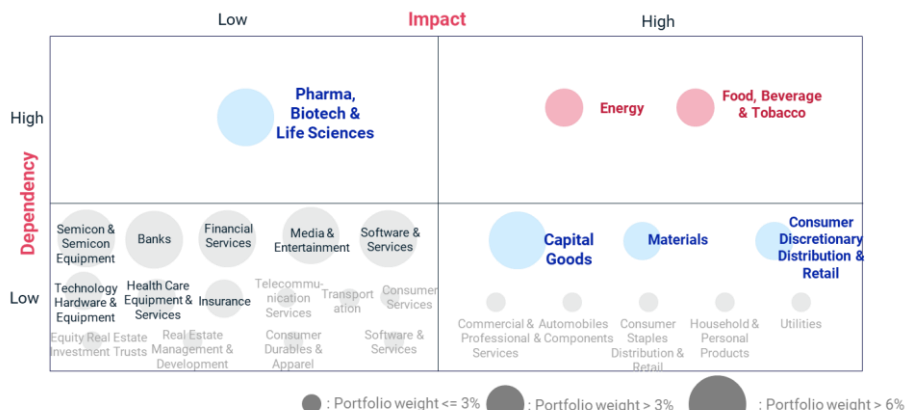 Low
Impact
High
High
Dependency
Low
Pharma,
Biotech &
Life Sciences
Energy
Food, Beverage
& Tobacco
Semicon &
Semicon
Equipment
Banks
Financial
Services
Media &
Entertainment
Software &
Services
Capital
Goods
Materials
Consumer
Discretionary
Distribution &
Retail
Technology
Hardware &
Equipment
Health Care
Equipment &
Services
Insurance
Telecommu-
nication
Services
Transport
ation
Consumer
Services
Equity Real Estate
Investment Trusts
Real Estate
Management &
Development
Consumer
Durables &
Apparel
Software &
Services
Commercial &
Professional &
Services
Automobiles
Components
Consumer
Staples
Distribution &
Retail
Household &
Personal
Products
Utilities
: Portfolio weight <= 3%
: Portfolio weight > 3%
: Portfolio weight > 6%